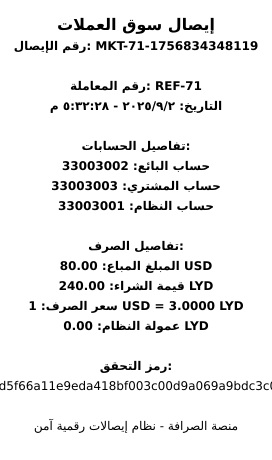 إيصال سوق العملات
رقم الإيصال: MKT-71-1756834348119
رقم المعاملة: REF-71
التاريخ: ٢٠٢٥/٩/٢ - ٥:٣٢:٢٨ م
تفاصيل الحسابات:
حساب البائع: 33003002
حساب المشتري: 33003003
حساب النظام: 33003001
تفاصيل الصرف:
المبلغ المباع: 80.00 USD
قيمة الشراء: 240.00 LYD
سعر الصرف: 1 USD = 3.0000 LYD
عمولة النظام: 0.00 LYD
رمز التحقق:
d5f66a11e9eda418bf003c00d9a069a9bdc3c0
منصة الصرافة - نظام إيصالات رقمية آمن